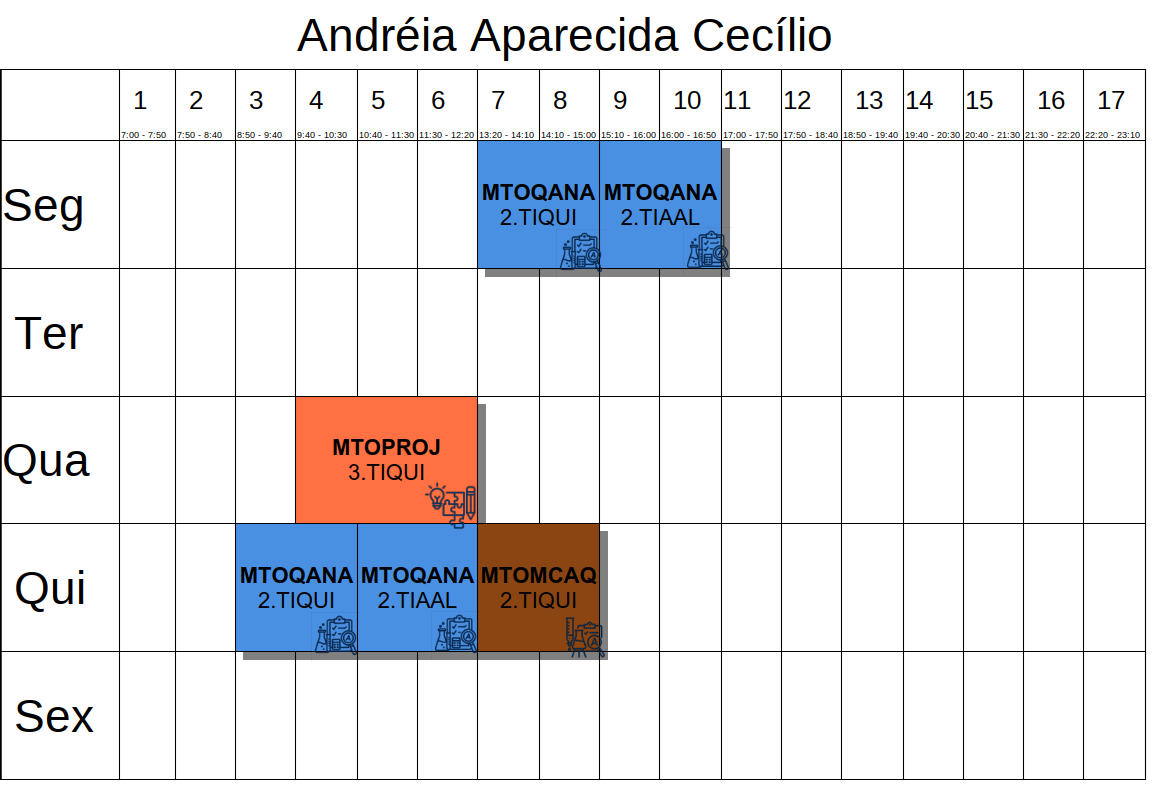 Andréia Aparecida Cecílio
1 2 3 4 5 6 7 8 9 10 11 12 13 14 15 16 17
7:00 - 7:50 7:50 - 8:40 8:50 - 9:40 9:40 - 10:30 10:40 - 11:30 11:30 - 12:20 13:20 - 14:10 14:10 - 15:00 15:10 - 16:00 16:00 - 16:50 17:00 - 17:50 17:50 - 18:40 18:50 - 19:40 19:40 - 20:30 20:40 - 21:30 21:30 - 22:20 22:20 - 23:10
Seg
MTOQANA MTOQANA
2.TIQUI 2.TIAAL
Ter
Qua
MTOPROJ
3.TIQUI
Qui
MTOQANA MTOQANA MTOMCAQ
2.TIQUI 2.TIAAL 2.TIQUI
Sex